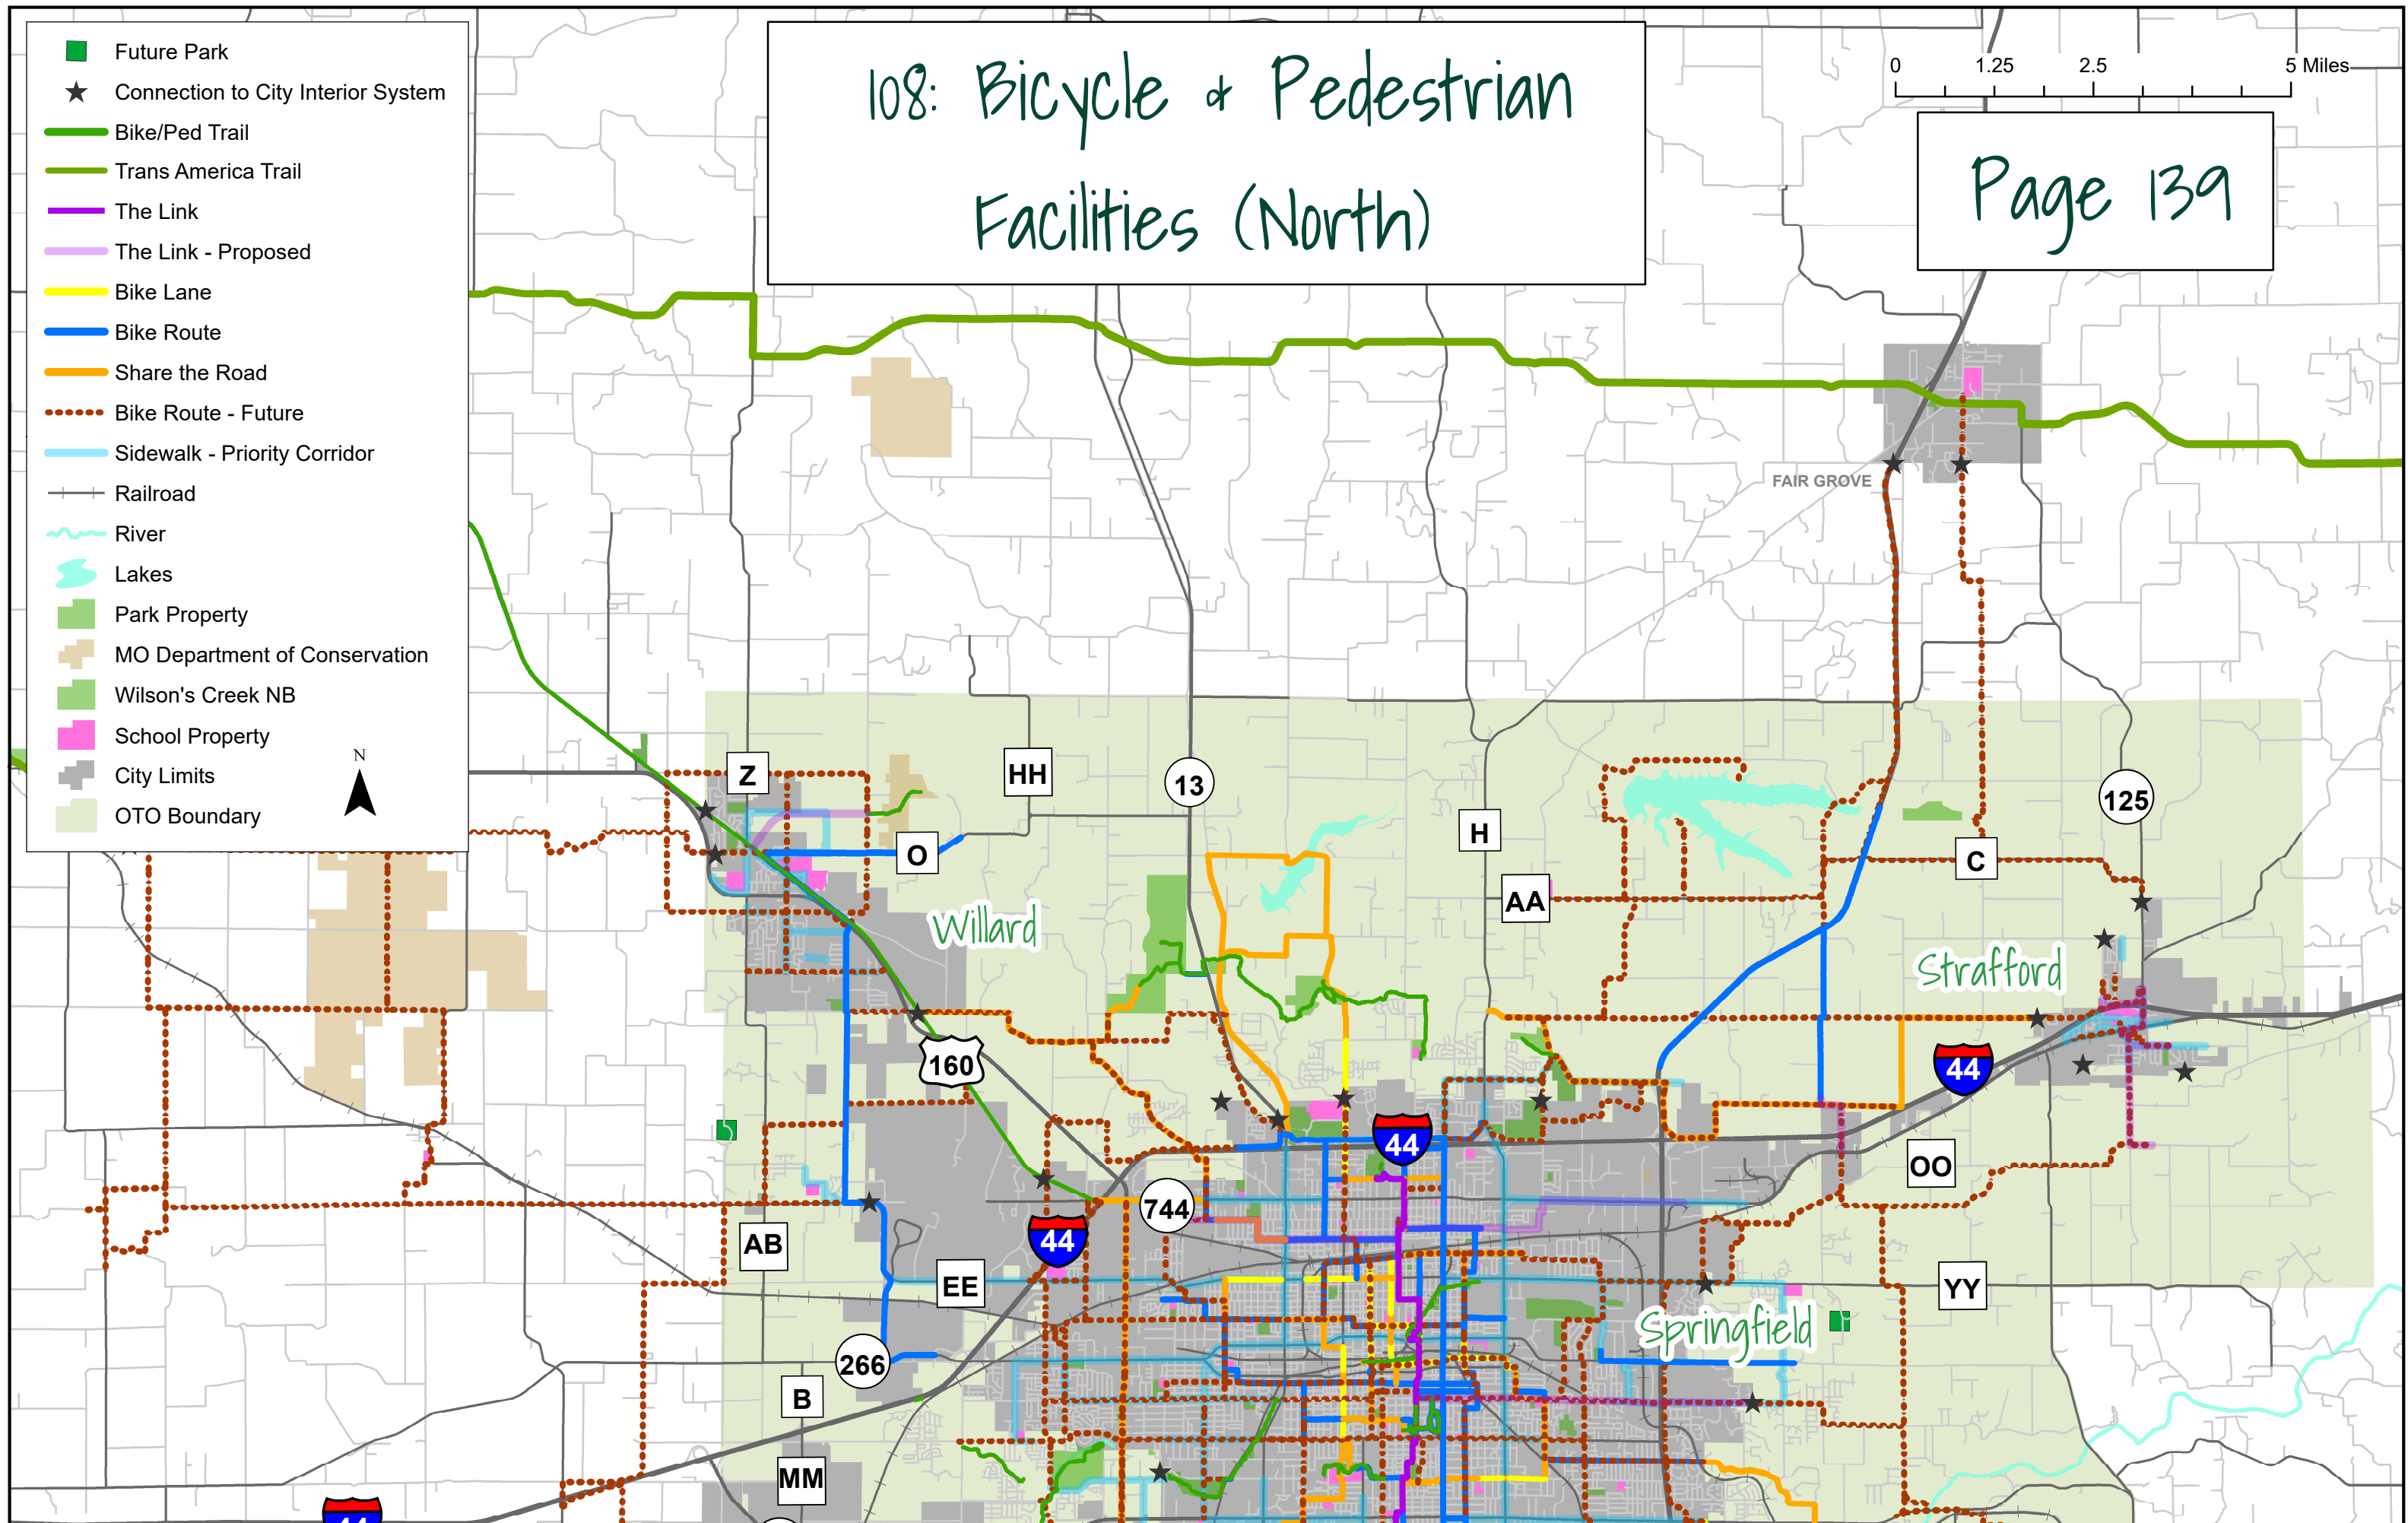 Future Park
Connection to City Interior System
Bike/Ped Trail
Trans America Trail
The Link
The Link - Proposed
Bike Lane
Bike Route
Share the Road
Bike Route - Future
Sidewalk - Priority Corridor
Railroad
River
Lakes
Park Property
MO Department of Conservation
Wilson's Creek NB
School Property
City Limits
OTO Boundary
N
108: Bicycle & Pedestrian
Facilities (North)
0 1.25 2.5 5 Miles
Page 139
FAIR GROVE
Z
HH
13
125
H
O
C
AA
Willard
Strafford
160
44
44
OO
744
AB
44
EE
YY
Springfield
266
B
MM
44